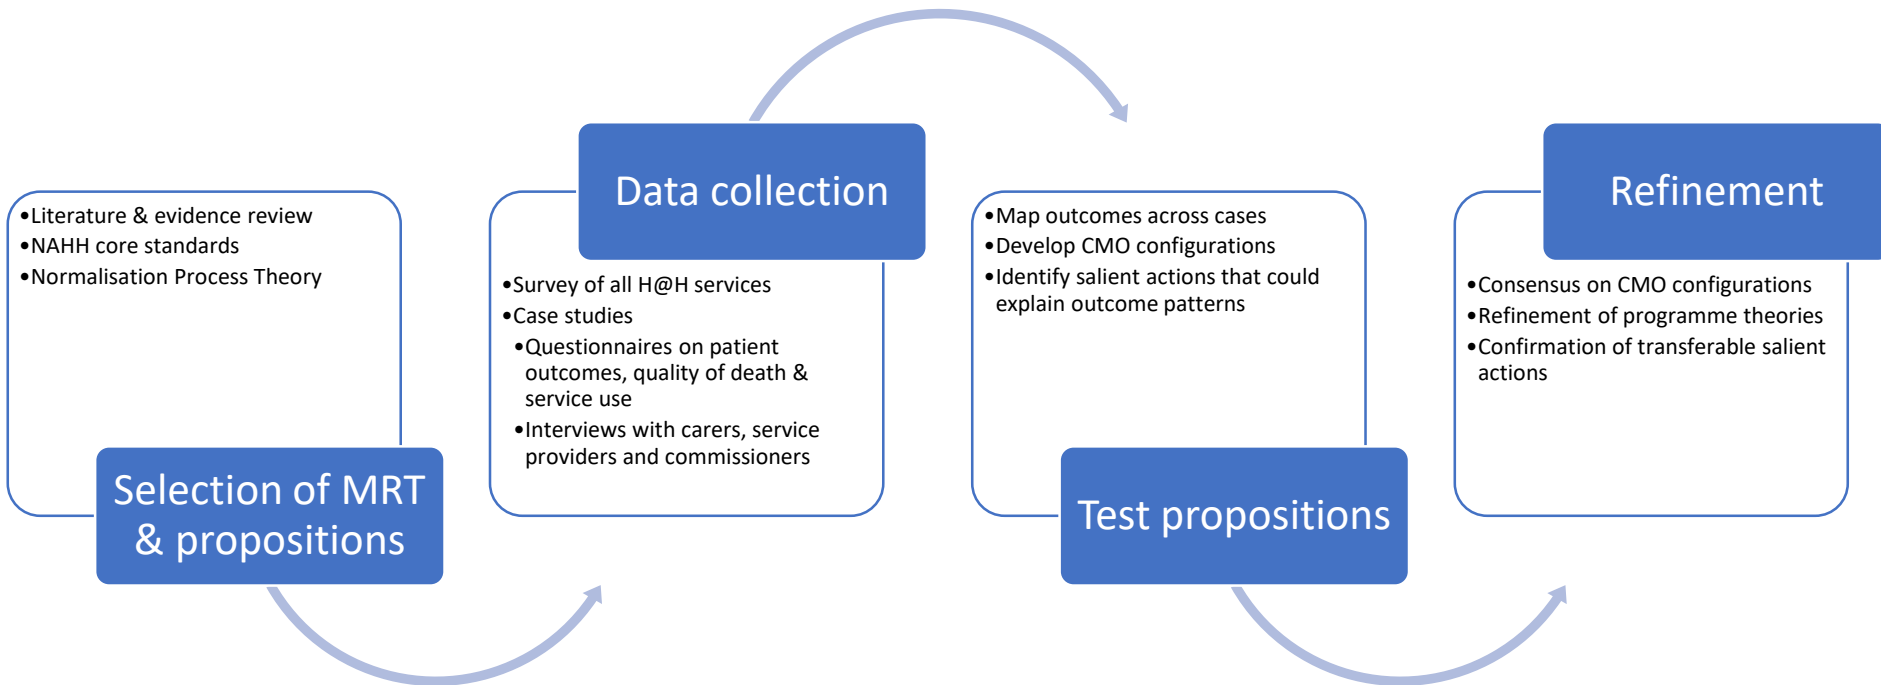 •Literature & evidence review
•NAHH core standards
•Normalisation Process Theory
Selection of MRT
& propositions
Data collection
•Survey of all H@H services
•Case studies
•Questionnaires on patient
outcomes, quality of death &
service use
•Interviews with carers, service
providers and commissioners
•Map outcomes across cases
•Develop CMO configurations
•Identify salient actions that could
explain outcome patterns
Test propositions
Refinement
•Consensus on CMO configurations
•Refinement of programme theories
•Confirmation of transferable salient
actions